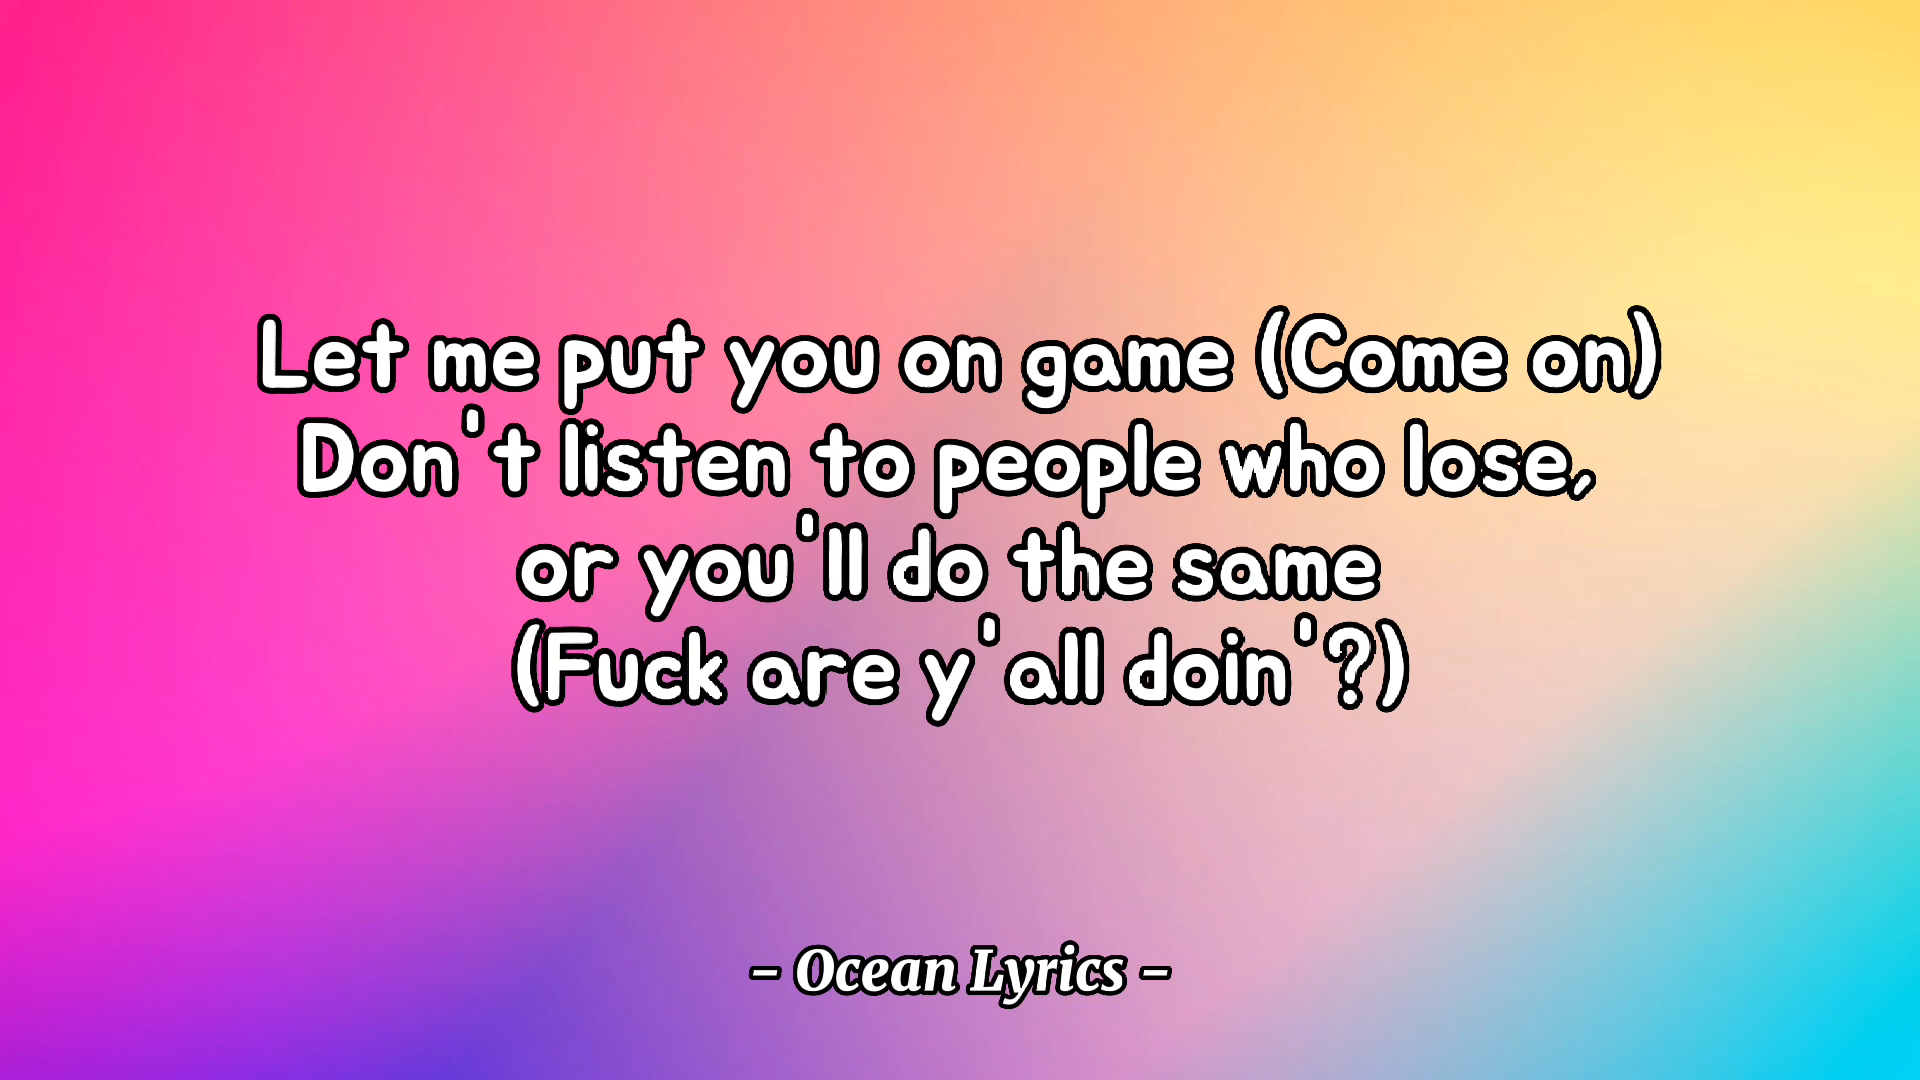 Let me put you on game (Come on)
Don't listen to people who lose,
or you'll do the same
(Fuck are y'all doin'?)
– Ocean Lyrics –